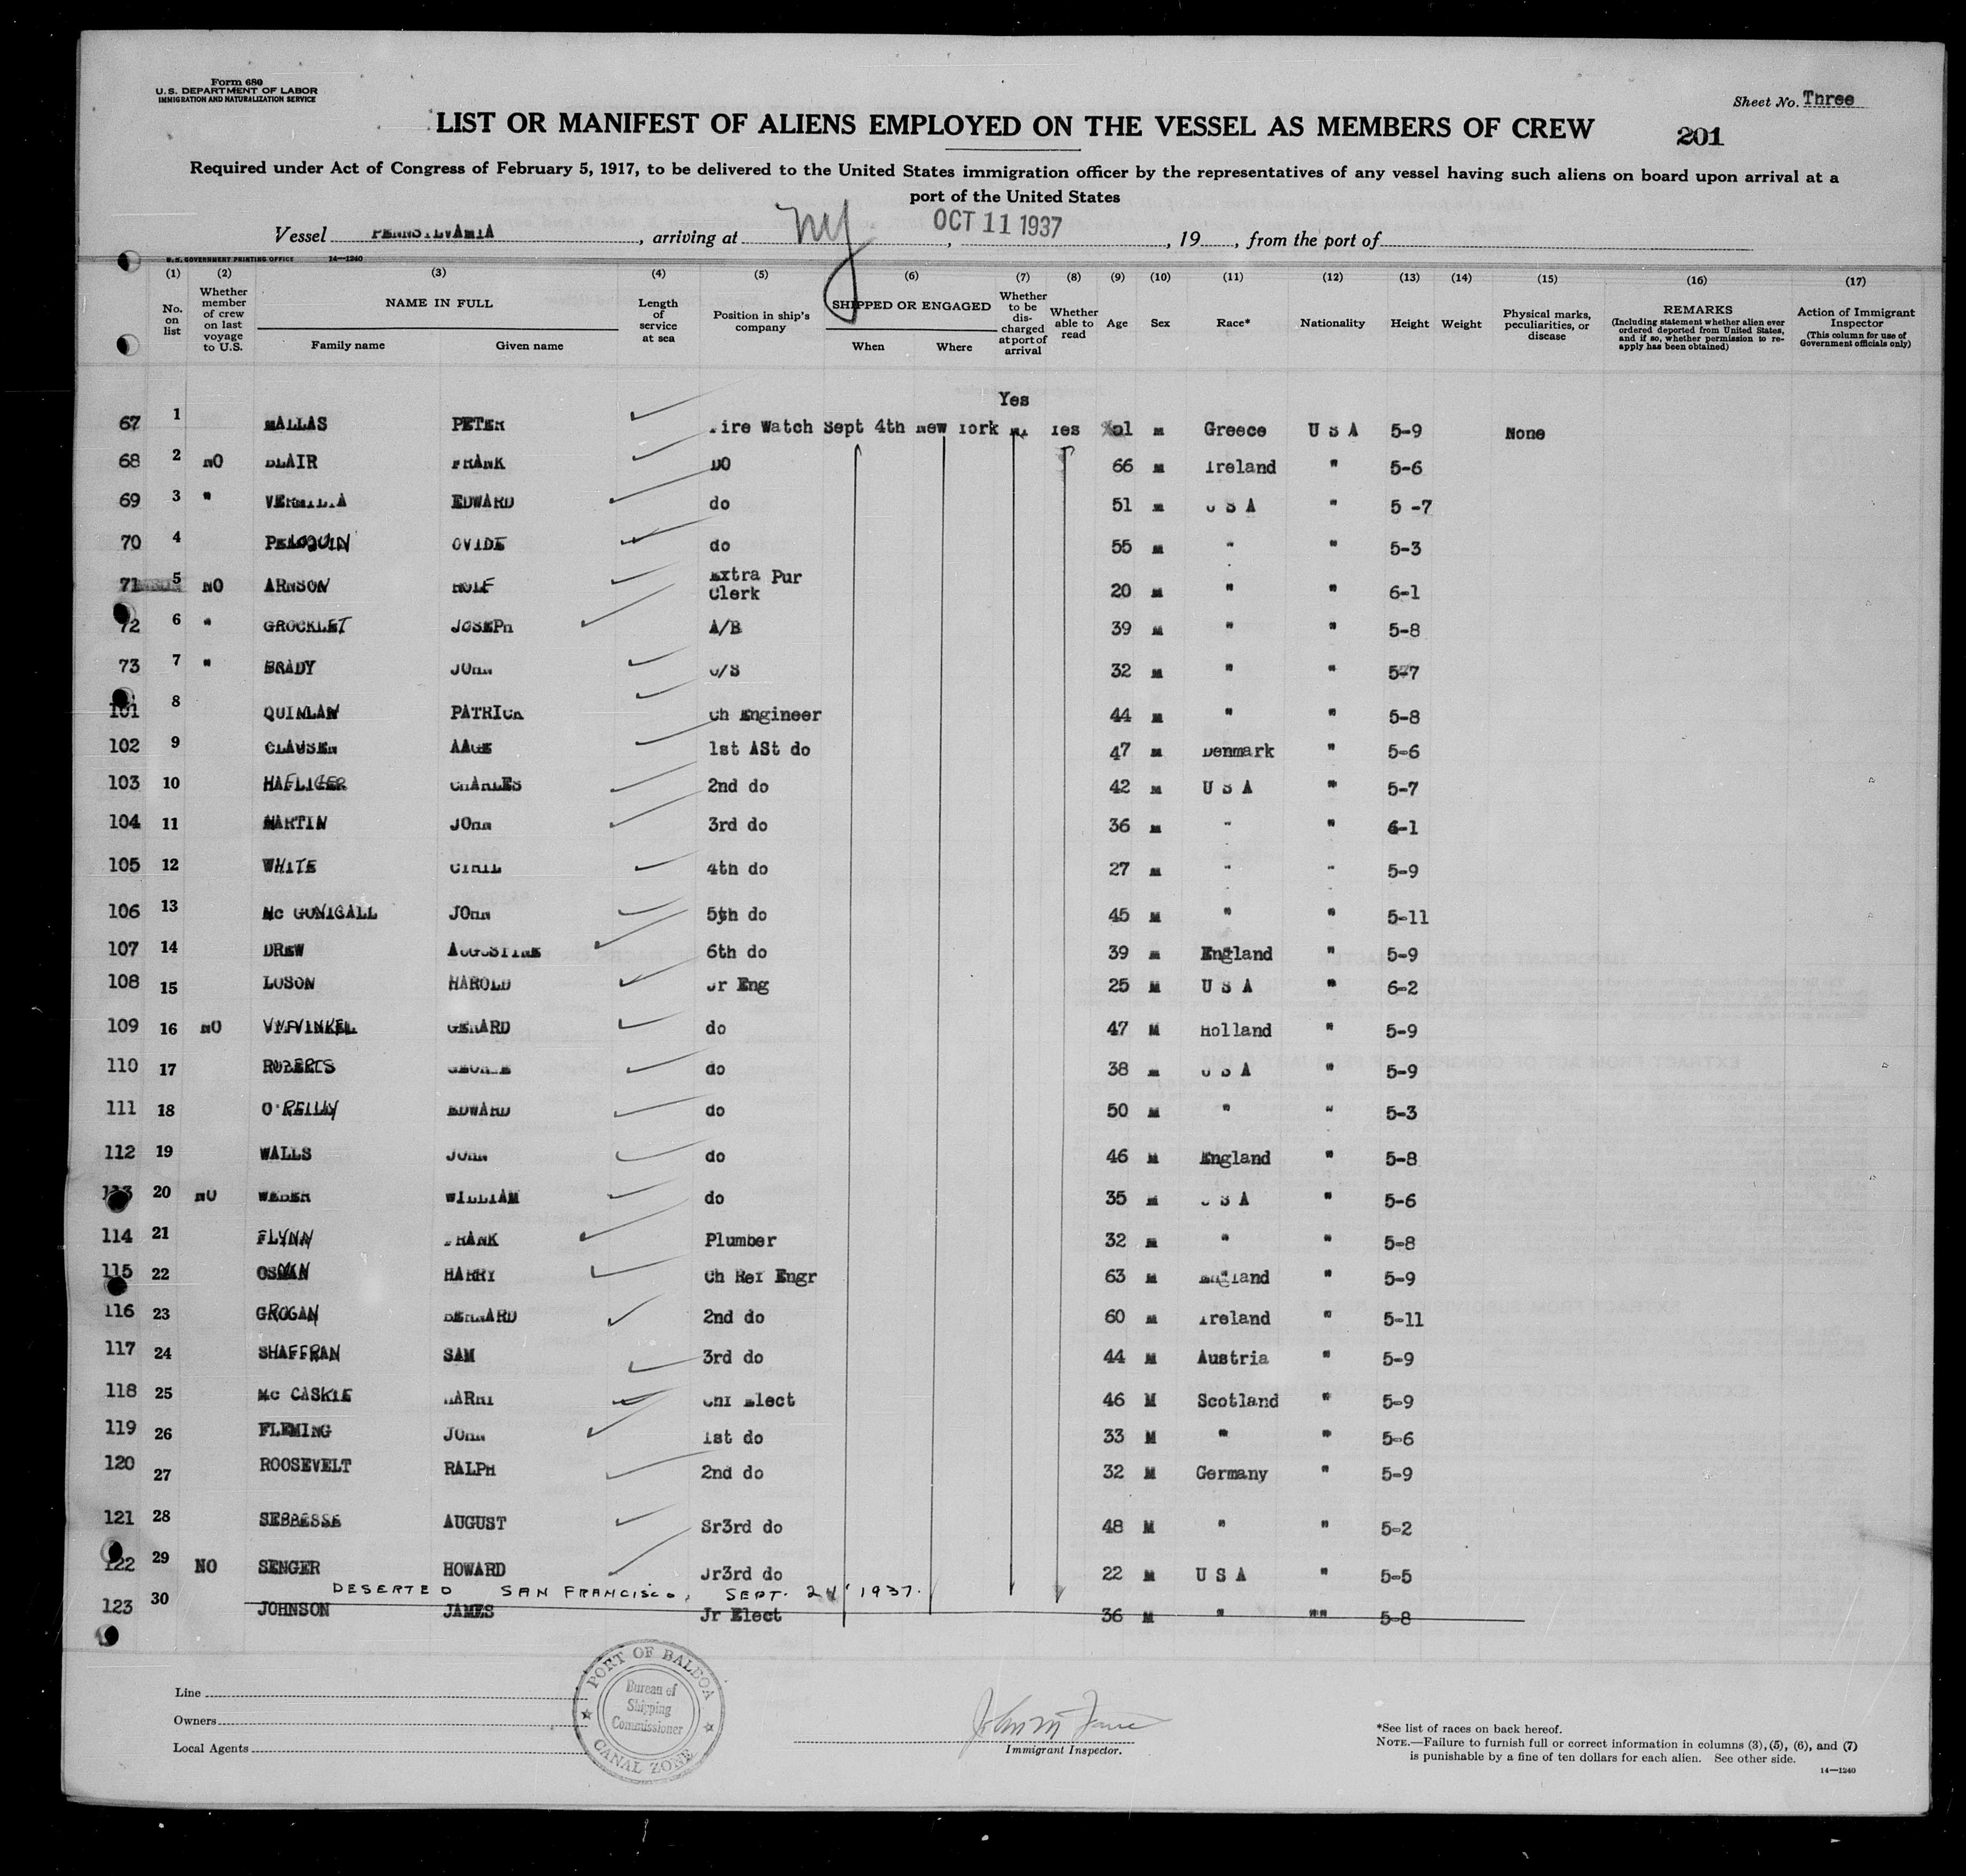 Form 680
U. S. DEPARTMENT OF LABOR
IMMIGRATION AND NATURALIZATION SERVICE
Sheet No. Three
LIST OR MANIFEST OF ALIENS EMPLOYED ON THE VESSEL AS MEMBERS OF CREW
201
Required under Act of Congress of February 5, 1917, to be delivered to the United States immigration officer by the representatives of any vessel having such aliens on board upon arrival at a
port of the United States
Vessel PENNSYLVANIA, arriving at NY, OCT 11 1937, 19, from the port of
U. S. GOVERNMENT PRINTING OFFICE 14—1240
(1) (2) (3) (4) (5) (6) (7) (8) (9) (10) (11) (12) (13) (14) (15) (16) (17)
No. on list
Whether member of crew on last voyage to U.S.
NAME IN FULL
Family name Given name
Length of service at sea
Position in ship's company
SHIPPED OR ENGAGED
When Where
Whether to be discharged at port of arrival
Whether able to read
Age Sex Race* Nationality Height Weight
Physical marks, peculiarities, or disease
REMARKS
(Including statement whether alien ever ordered deported from United States, and if so, whether permission to re-apply has been obtained)
Action of Immigrant Inspector
(This column for use of Government officials only)
Yes
67 1 MALLAS PETER Fire Watch Sept 4th New York Yes M Greece U S A 5-9 None
68 2 NO BLAIR FRANK DO 66 M Ireland " 5-6
69 3 " EDWARD do 51 M U S A " 5-7
70 4 PELOQUIN OVIDE do 55 M " " 5-3
71 5 NO ARNSON ROLF Extra Pur Clerk 20 M " " 6-1
72 6 " GROCKLET JOSEPH A/B 39 M " " 5-8
73 7 " BRADY JOHN O/S 32 M " " 5-7
101 8 QUINLAN PATRICK Ch Engineer 44 M " " 5-8
102 9 CLAUSEN AAGE 1st ASt do 47 M Denmark " 5-6
103 10 HAFLIGER CHARLES 2nd do 42 M U S A " 5-7
104 11 MARTIN JOHN 3rd do 36 M " " 6-1
105 12 WHITE CYRIL 4th do 27 M " " 5-9
106 13 Mc GONIGALL JOHN 5th do 45 M " " 5-11
107 14 DREW AUGUSTINE 6th do 39 M England " 5-9
108 15 LOSON HAROLD Jr Eng 25 M U S A " 6-2
109 16 NO GERARD do 47 M Holland " 5-9
110 17 ROBERTS GEORGE do 38 M U S A " 5-9
111 18 O'REILLY EDWARD do 50 M " " 5-3
112 19 WALLS JOHN do 46 M England " 5-8
113 20 NO WEBER WILLIAM do 35 M U S A " 5-6
114 21 FLYNN FRANK Plumber 32 M " " 5-8
115 22 OSMAN HARRY Ch Ref Engr 63 M England " 5-9
116 23 GROGAN BERNARD 2nd do 60 M Ireland " 5-11
117 24 SHAFFRAN SAM 3rd do 44 M Austria " 5-9
118 25 Mc CASKIE HARRY Chf Elect 46 M Scotland " 5-9
119 26 FLEMING JOHN 1st do 33 M " " 5-6
120 27 ROOSEVELT RALPH 2nd do 32 M Germany " 5-9
121 28 AUGUST Sr3rd do 48 M " " 5-2
122 29 NO SENGER HOWARD Jr3rd do 22 M U S A " 5-5
DESERTED SAN FRANCISCO, SEPT. 24 1937.
123 30 JOHNSON JAMES Jr Elect 36 M " "" 5-8
PORT OF BALBOA
Bureau of Shipping Commissioner
CANAL ZONE
Line
Owners
Local Agents
Immigrant Inspector.
*See list of races on back hereof.
NOTE.—Failure to furnish full or correct information in columns (3), (5), (6), and (7)
is punishable by a fine of ten dollars for each alien. See other side.
14—1240